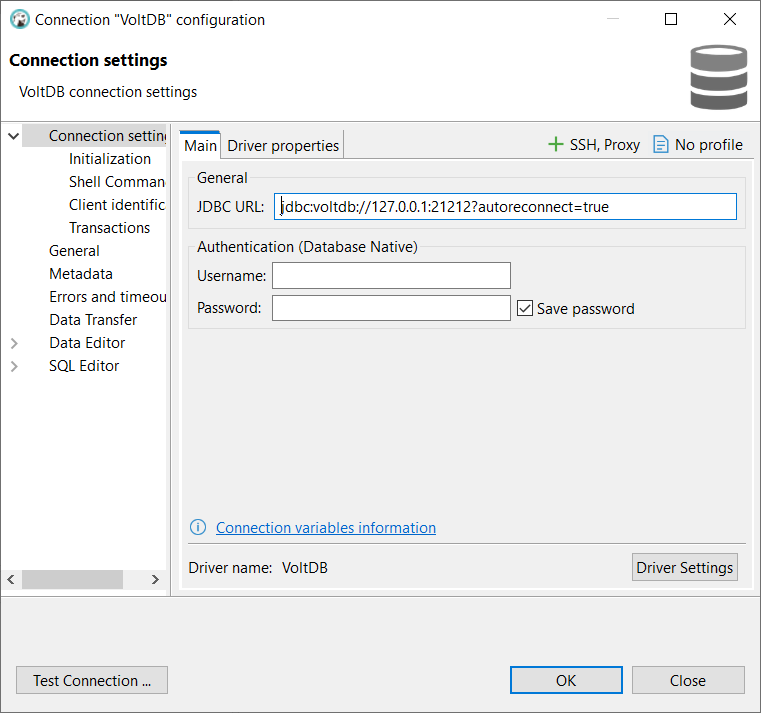 Connection "VoltDB" configuration
Connection settings
VoltDB connection settings
Connection settin
Initialization
Shell Comman
Client identific
Transactions
General
Metadata
Errors and timeou
Data Transfer
Data Editor
SQL Editor
Main
Driver properties
SSH, Proxy
No profile
General
JDBC URL:
jdbc:voltdb://127.0.0.1:21212?autoreconnect=true
Authentication (Database Native)
Username:
Password:
Save password
Connection variables information
Driver name: VoltDB
Driver Settings
Test Connection ...
OK
Close